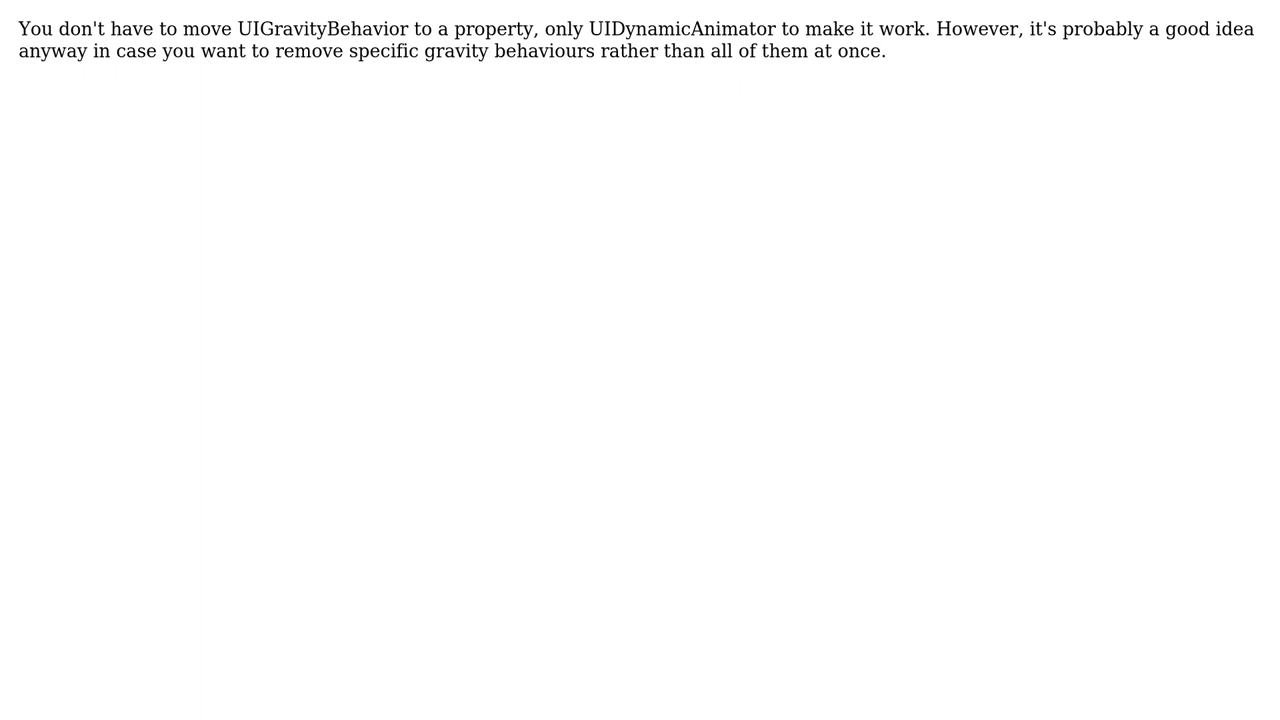 You don't have to move UIGravityBehavior to a property, only UIDynamicAnimator to make it work. However, it's probably a good idea
anyway in case you want to remove specific gravity behaviours rather than all of them at once.